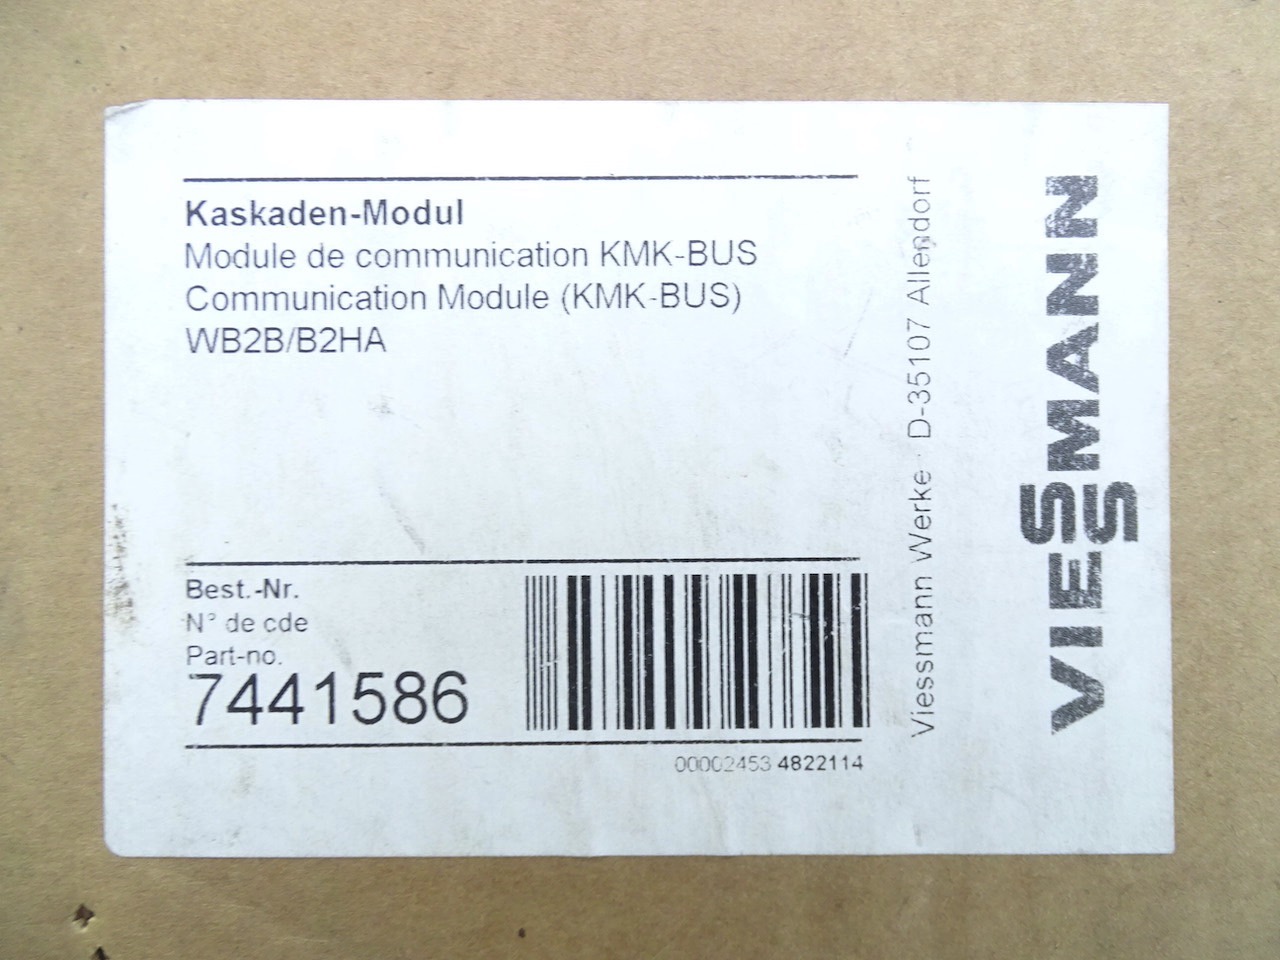 Kaskaden-Modul
Module de communication KMK-BUS
Communication Module (KMK-BUS)
WB2B/B2HA
Best.-Nr.
N° de cde
Part-no.
7441586
00002453 4822114
Viessmann Werke · D-35107 Allendorf
VIESSMANN